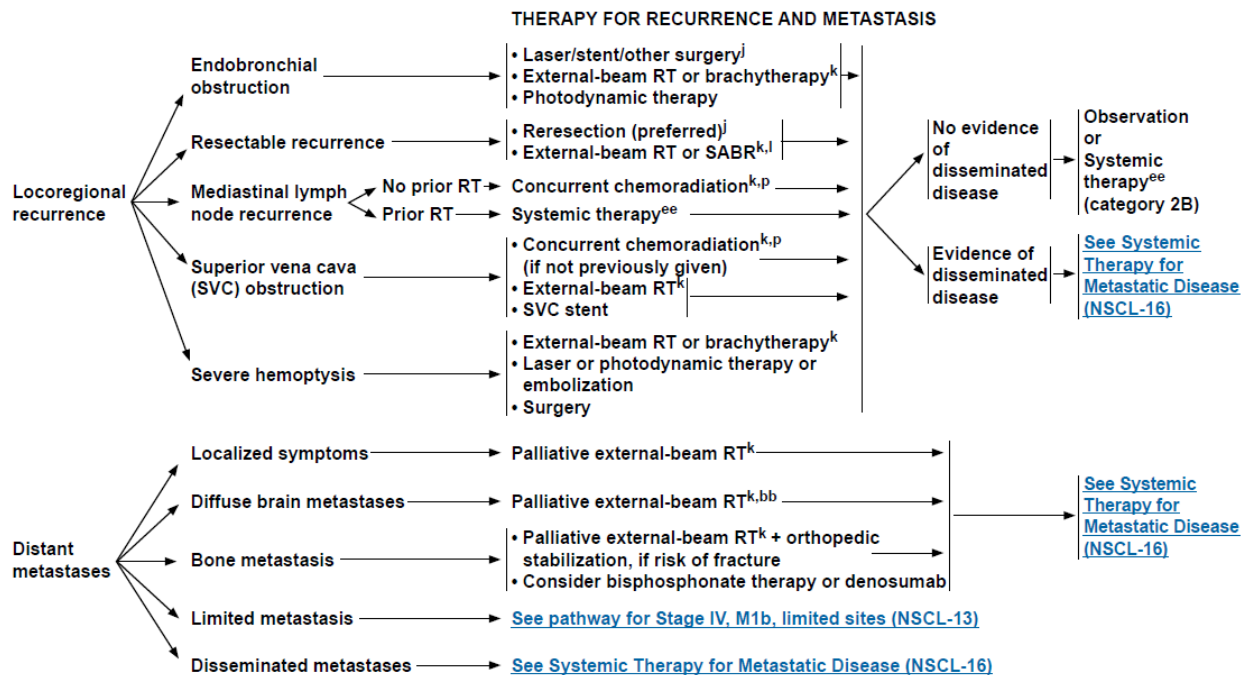 THERAPY FOR RECURRENCE AND METASTASIS
Locoregional
recurrence
Endobronchial
obstruction
• Laser/stent/other surgeryj
• External-beam RT or brachytherapyk
• Photodynamic therapy
Resectable recurrence
• Reresection (preferred)j
• External-beam RT or SABRk,l
Mediastinal lymph
node recurrence
No prior RT
Concurrent chemoradiationk,p
Prior RT
Systemic therapyee
Superior vena cava
(SVC) obstruction
• Concurrent chemoradiationk,p
(if not previously given)
• External-beam RTk
• SVC stent
Severe hemoptysis
• External-beam RT or brachytherapyk
• Laser or photodynamic therapy or
embolization
• Surgery
No evidence
of
disseminated
disease
Observation
or
Systemic
therapyee
(category 2B)
Evidence of
disseminated
disease
See Systemic
Therapy for
Metastatic Disease
(NSCL-16)
Distant
metastases
Localized symptoms
Palliative external-beam RTk
Diffuse brain metastases
Palliative external-beam RTk,bb
Bone metastasis
• Palliative external-beam RTk + orthopedic
stabilization, if risk of fracture
• Consider bisphosphonate therapy or denosumab
See Systemic
Therapy for
Metastatic Disease
(NSCL-16)
Limited metastasis
See pathway for Stage IV, M1b, limited sites (NSCL-13)
Disseminated metastases
See Systemic Therapy for Metastatic Disease (NSCL-16)